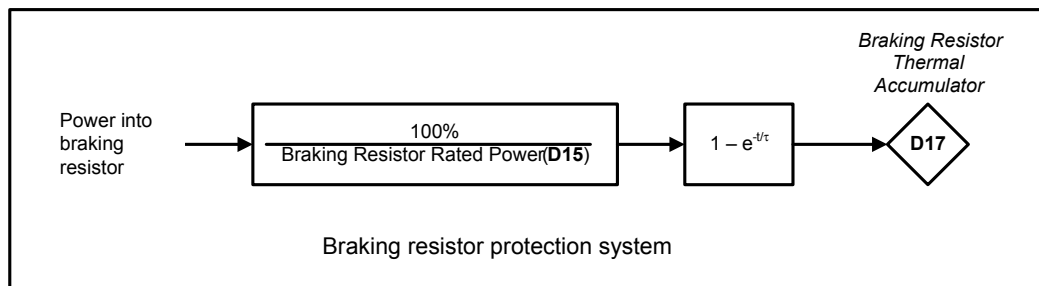 Braking Resistor
Thermal
Accumulator
Power into
braking
resistor
100%
Braking Resistor Rated Power(D15)
1 – e-t/τ
D17
Braking resistor protection system